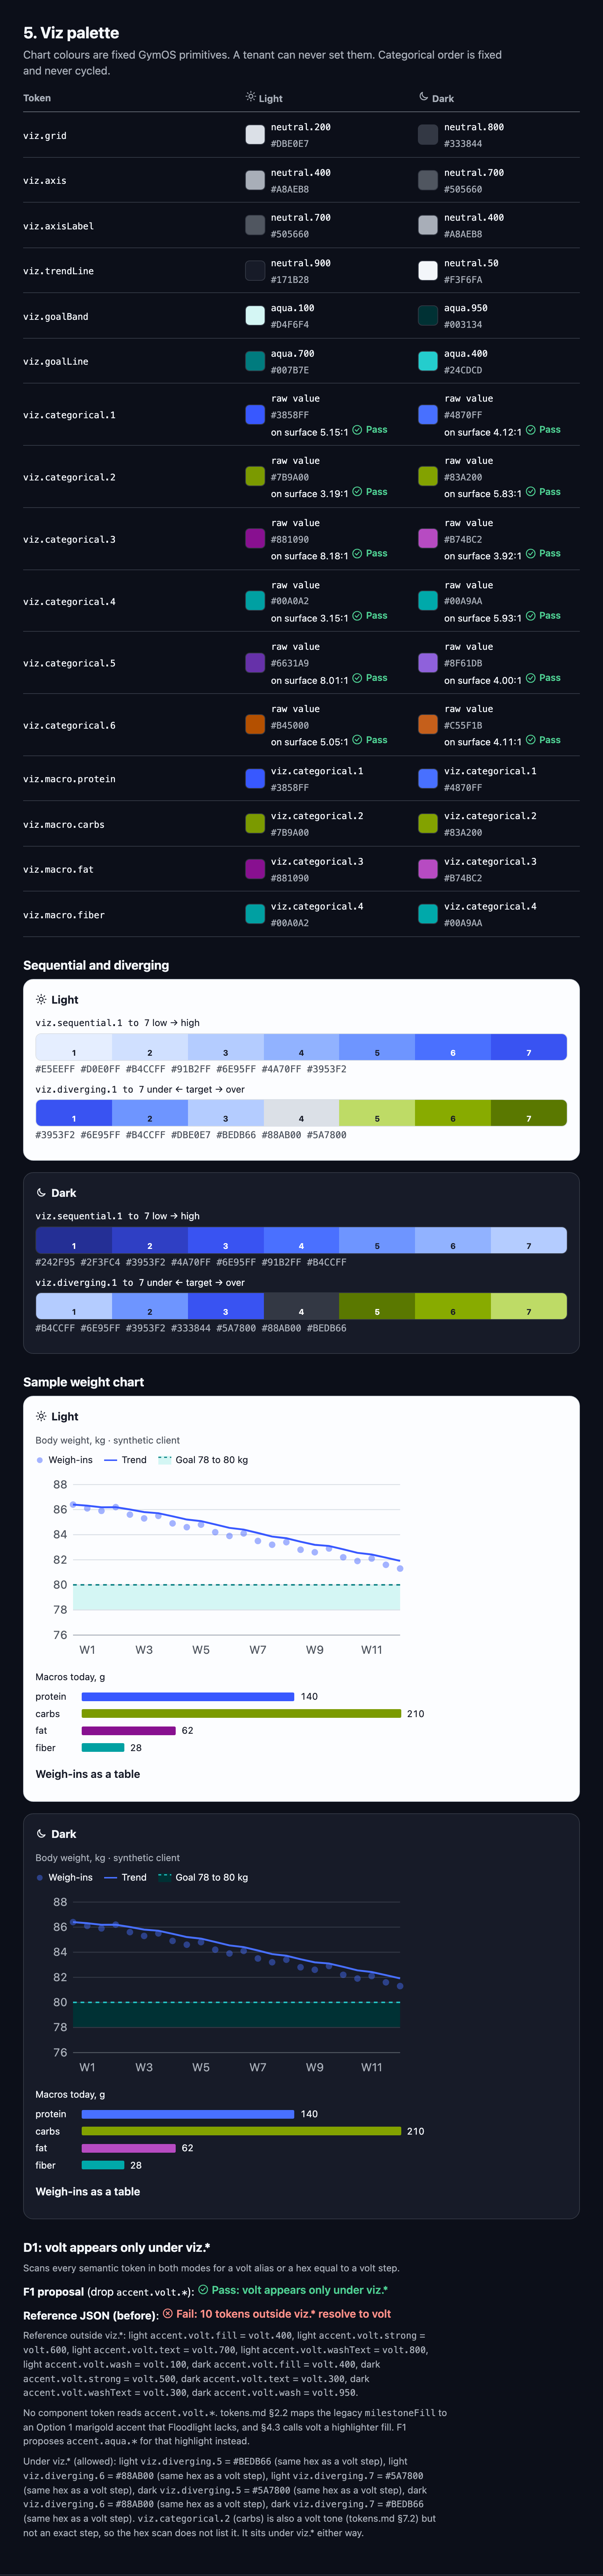 5. Viz palette
Chart colours are fixed GymOS primitives. A tenant can never set them. Categorical order is fixed
and never cycled.
Token Light Dark
viz.grid neutral.200 #DBE0E7 neutral.800 #333844
viz.axis neutral.400 #A8AEB8 neutral.700 #505660
viz.axisLabel neutral.700 #505660 neutral.400 #A8AEB8
viz.trendLine neutral.900 #171B28 neutral.50 #F3F6FA
viz.goalBand aqua.100 #D4F6F4 aqua.950 #003134
viz.goalLine aqua.700 #007B7E aqua.400 #24CDCD
viz.categorical.1 raw value #3858FF on surface 5.15:1 Pass raw value #4870FF on surface 4.12:1 Pass
viz.categorical.2 raw value #7B9A00 on surface 3.19:1 Pass raw value #83A200 on surface 5.83:1 Pass
viz.categorical.3 raw value #881090 on surface 8.18:1 Pass raw value #B74BC2 on surface 3.92:1 Pass
viz.categorical.4 raw value #00A0A2 on surface 3.15:1 Pass raw value #00A9AA on surface 5.93:1 Pass
viz.categorical.5 raw value #6631A9 on surface 8.01:1 Pass raw value #8F61DB on surface 4.00:1 Pass
viz.categorical.6 raw value #B45000 on surface 5.05:1 Pass raw value #C55F1B on surface 4.11:1 Pass
viz.macro.protein viz.categorical.1 #3858FF viz.categorical.1 #4870FF
viz.macro.carbs viz.categorical.2 #7B9A00 viz.categorical.2 #83A200
viz.macro.fat viz.categorical.3 #881090 viz.categorical.3 #B74BC2
viz.macro.fiber viz.categorical.4 #00A0A2 viz.categorical.4 #00A9AA
Sequential and diverging
Light
viz.sequential.1 to 7 low → high
1 2 3 4 5 6 7
#E5EEFF #D0E0FF #B4CCFF #91B2FF #6E95FF #4A70FF #3953F2
viz.diverging.1 to 7 under ← target → over
1 2 3 4 5 6 7
#3953F2 #6E95FF #B4CCFF #DBE0E7 #BEDB66 #88AB00 #5A7800
Dark
viz.sequential.1 to 7 low → high
1 2 3 4 5 6 7
#242F95 #2F3FC4 #3953F2 #4A70FF #6E95FF #91B2FF #B4CCFF
viz.diverging.1 to 7 under ← target → over
1 2 3 4 5 6 7
#B4CCFF #6E95FF #3953F2 #333844 #5A7800 #88AB00 #BEDB66
Sample weight chart
Light
Body weight, kg · synthetic client
Weigh-ins Trend Goal 78 to 80 kg
88
86
84
82
80
78
76
W1 W3 W5 W7 W9 W11
Macros today, g
protein 140
carbs 210
fat 62
fiber 28
Weigh-ins as a table
Dark
Body weight, kg · synthetic client
Weigh-ins Trend Goal 78 to 80 kg
88
86
84
82
80
78
76
W1 W3 W5 W7 W9 W11
Macros today, g
protein 140
carbs 210
fat 62
fiber 28
Weigh-ins as a table
D1: volt appears only under viz.*
Scans every semantic token in both modes for a volt alias or a hex equal to a volt step.
F1 proposal (drop accent.volt.*): Pass: volt appears only under viz.*
Reference JSON (before): Fail: 10 tokens outside viz.* resolve to volt
Reference outside viz.*: light accent.volt.fill = volt.400, light accent.volt.strong =
volt.600, light accent.volt.text = volt.700, light accent.volt.washText = volt.800,
light accent.volt.wash = volt.100, dark accent.volt.fill = volt.400, dark
accent.volt.strong = volt.500, dark accent.volt.text = volt.300, dark
accent.volt.washText = volt.300, dark accent.volt.wash = volt.950.
No component token reads accent.volt.*. tokens.md §2.2 maps the legacy milestoneFill to
an Option 1 marigold accent that Floodlight lacks, and §4.3 calls volt a highlighter fill. F1
proposes accent.aqua.* for that highlight instead.
Under viz.* (allowed): light viz.diverging.5 = #BEDB66 (same hex as a volt step), light
viz.diverging.6 = #88AB00 (same hex as a volt step), light viz.diverging.7 = #5A7800
(same hex as a volt step), dark viz.diverging.5 = #5A7800 (same hex as a volt step), dark
viz.diverging.6 = #88AB00 (same hex as a volt step), dark viz.diverging.7 = #BEDB66
(same hex as a volt step). viz.categorical.2 (carbs) is also a volt tone (tokens.md §7.2) but
not an exact step, so the hex scan does not list it. It sits under viz.* either way.